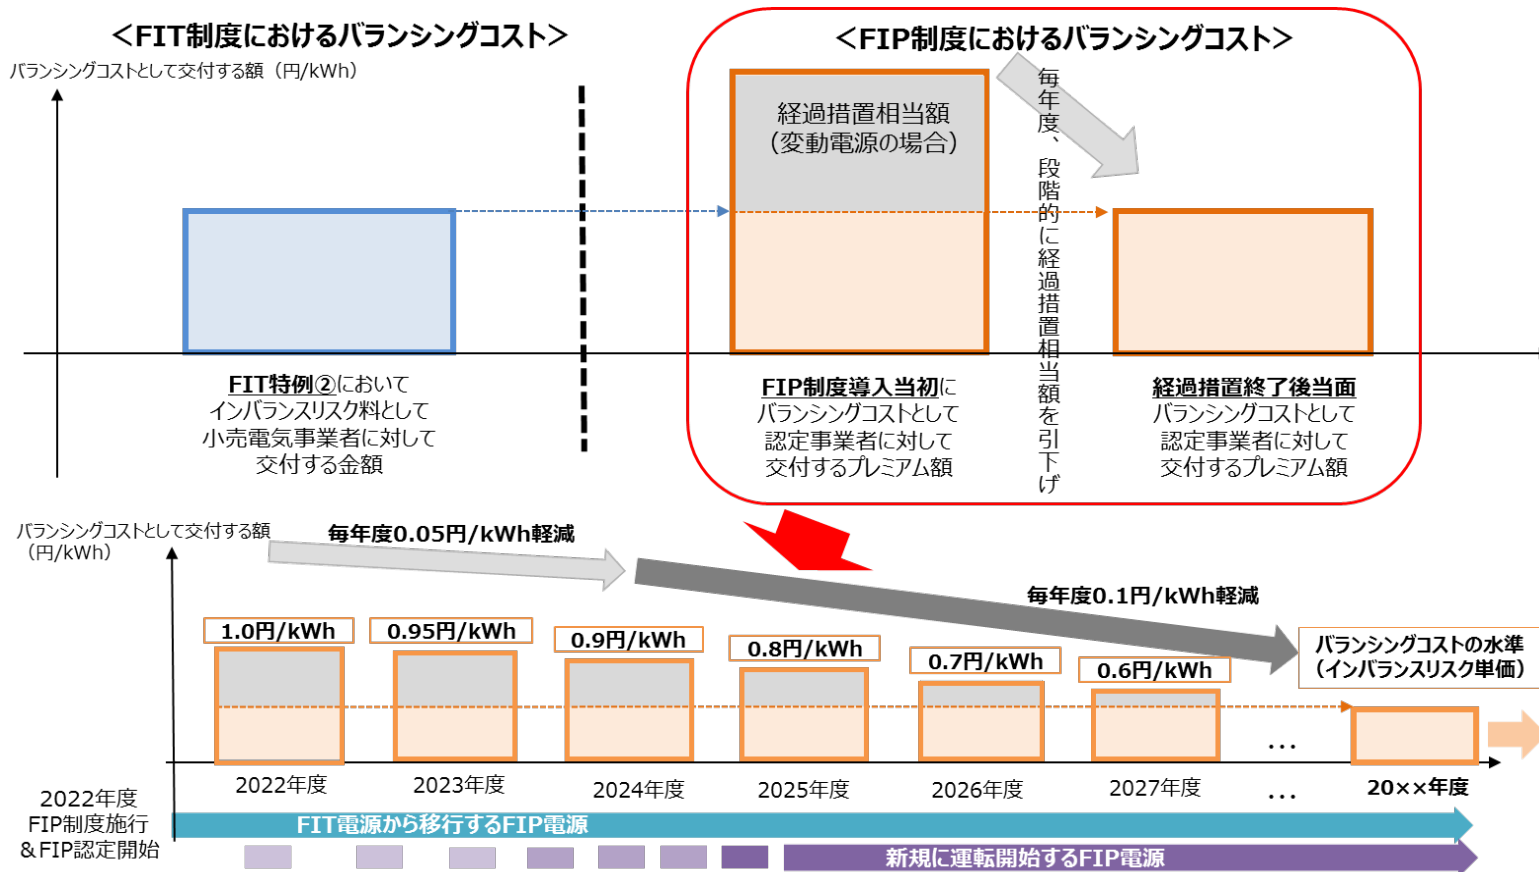 ＜FIT制度におけるバランシングコスト＞
＜FIP制度におけるバランシングコスト＞
バランシングコストとして交付する額（円/kWh）
経過措置相当額
（変動電源の場合）
毎年度、段階的に経過措置相当額を引下げ
FIT特例②において
インバランスリスク料として
小売電気事業者に対して
交付する金額
FIP制度導入当初に
バランシングコストとして
認定事業者に対して
交付するプレミアム額
経過措置終了後当面
バランシングコストとして
認定事業者に対して
交付するプレミアム額
バランシングコストとして交付する額
（円/kWh）
毎年度0.05円/kWh軽減
毎年度0.1円/kWh軽減
1.0円/kWh
0.95円/kWh
0.9円/kWh
0.8円/kWh
0.7円/kWh
0.6円/kWh
バランシングコストの水準
（インバランスリスク単価）
…
2022年度
2023年度
2024年度
2025年度
2026年度
2027年度
…
20××年度
2022年度
FIP制度施行
＆FIP認定開始
FIT電源から移行するFIP電源
新規に運転開始するFIP電源